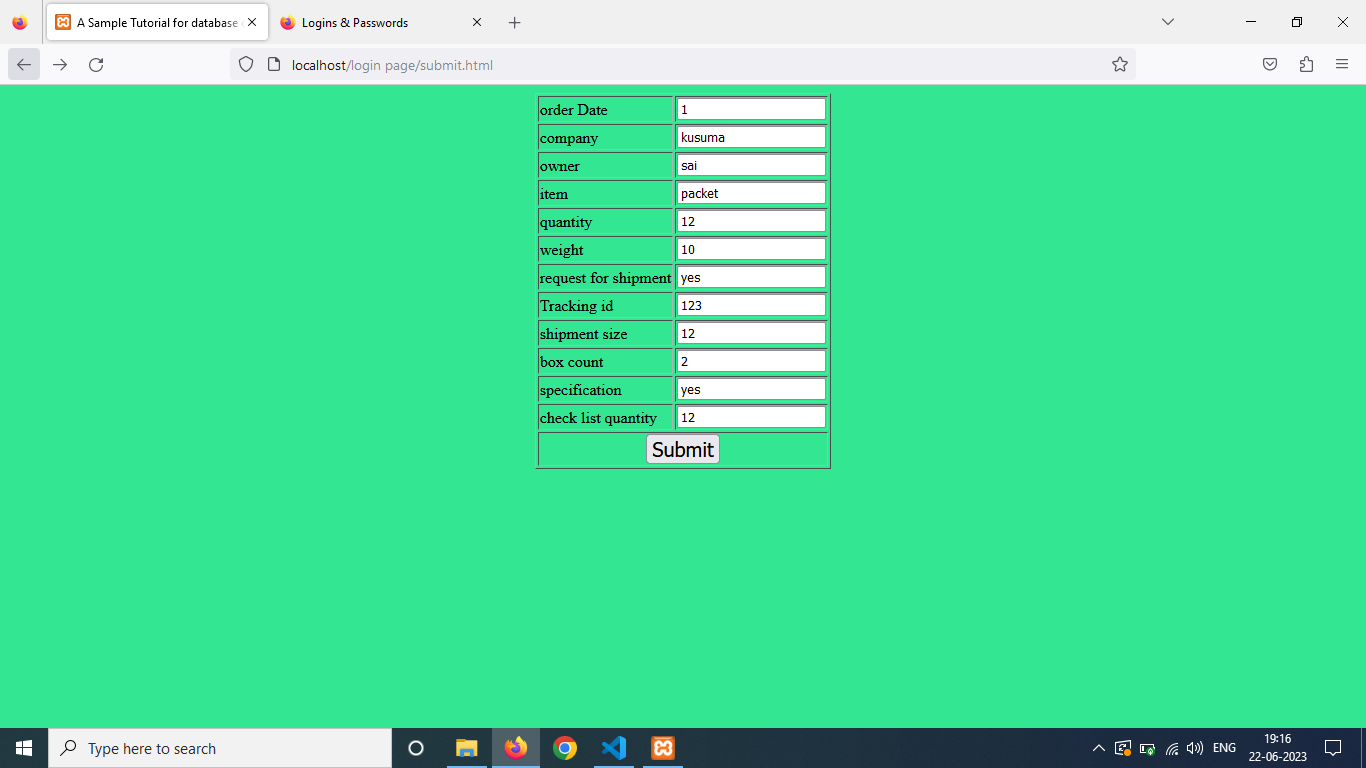 A Sample Tutorial for database
Logins & Passwords
localhost/login page/submit.html
order Date 1
company kusuma
owner sai
item packet
quantity 12
weight 10
request for shipment yes
Tracking id 123
shipment size 12
box count 2
specification yes
check list quantity 12
Submit
Type here to search
ENG
19:16
22-06-2023